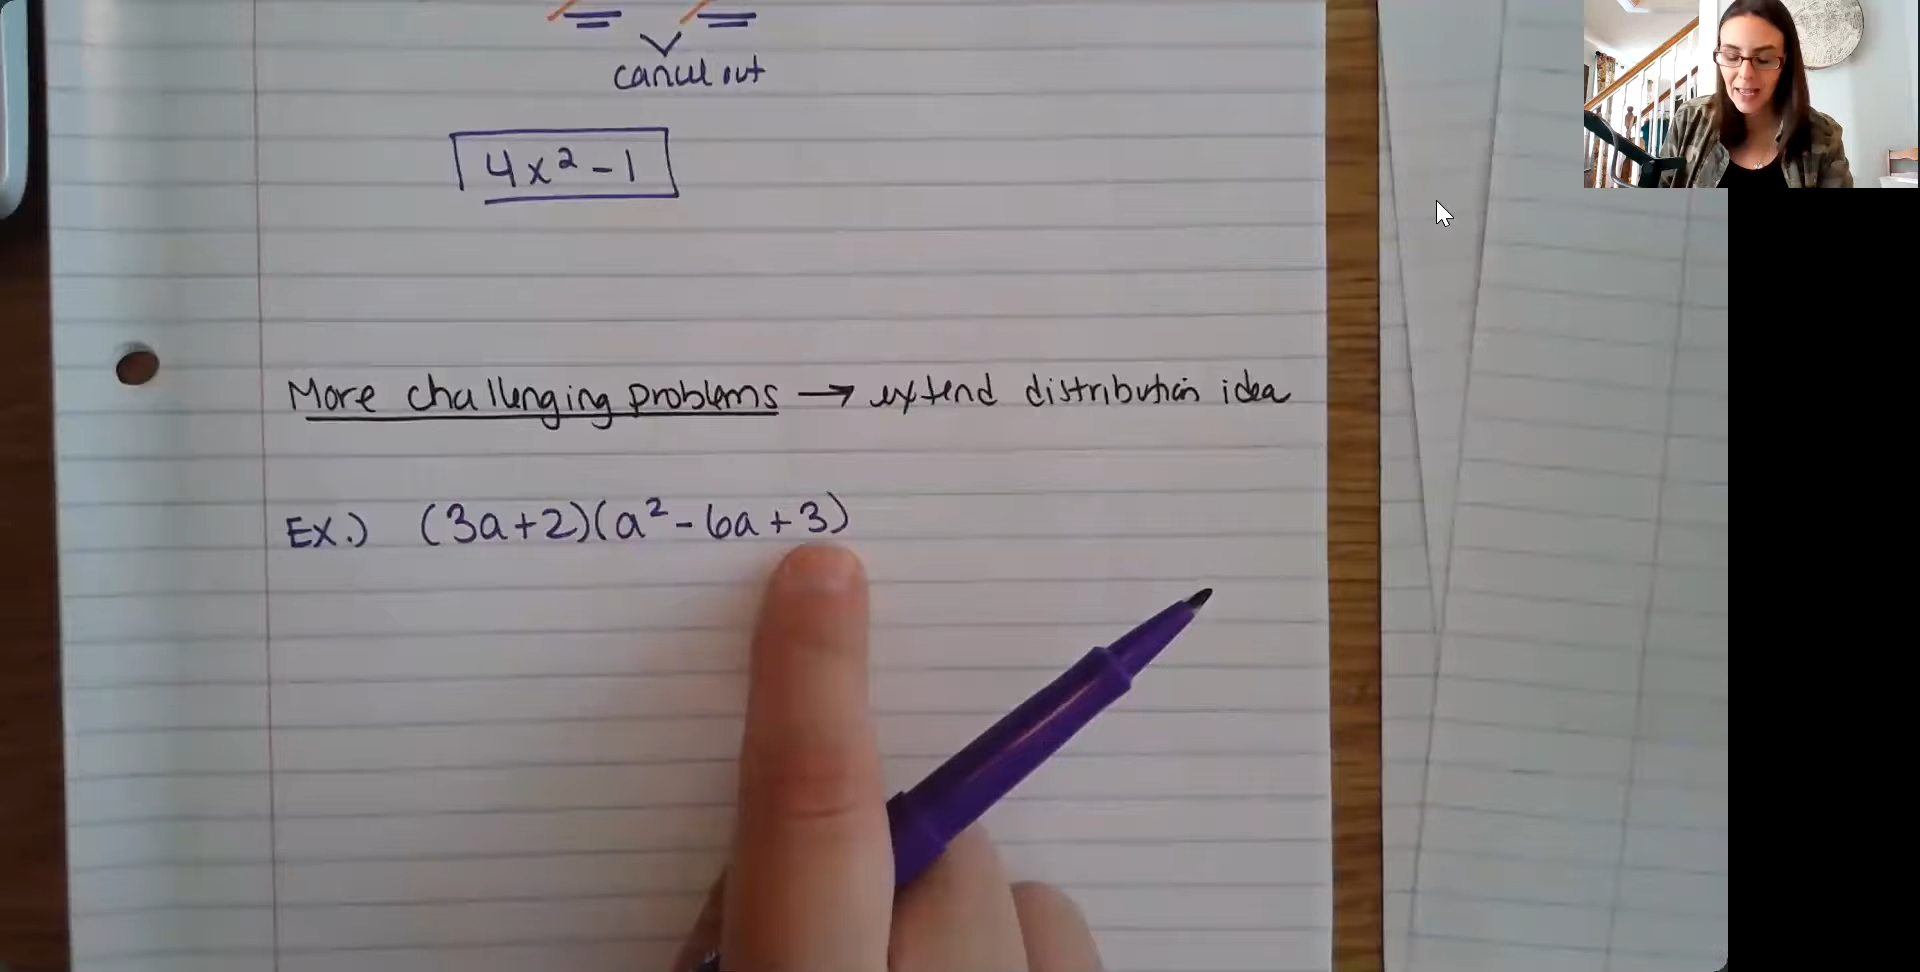 cancel out
4x² - 1
More challenging problems → extend distribution idea
Ex.) (3a+2)(a² - 6a + 3)